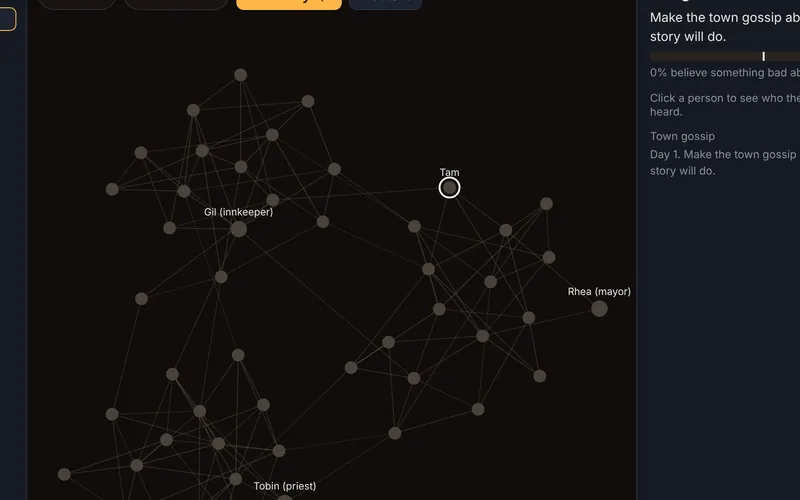 Make the town gossip ab
story will do.
0% believe something bad ab
Click a person to see who the
heard.
Town gossip
Day 1. Make the town gossip
story will do.
Tam
Gil (innkeeper)
Rhea (mayor)
Tobin (priest)